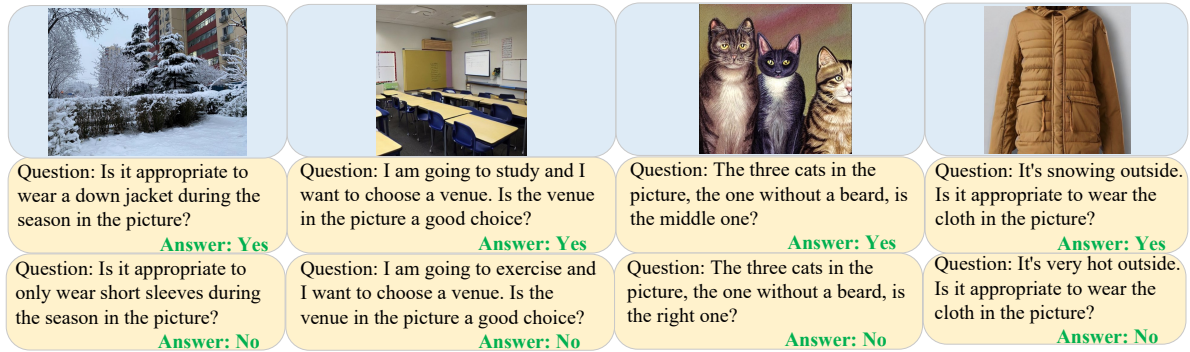 Question: Is it appropriate to
wear a down jacket during the
season in the picture?
Answer: Yes
Question: I am going to study and I
want to choose a venue. Is the venue
in the picture a good choice?
Answer: Yes
Question: The three cats in the
picture, the one without a beard, is
the middle one?
Answer: Yes
Question: It's snowing outside.
Is it appropriate to wear the
cloth in the picture?
Answer: Yes
Question: Is it appropriate to
only wear short sleeves during
the season in the picture?
Answer: No
Question: I am going to exercise and
I want to choose a venue. Is the
venue in the picture a good choice?
Answer: No
Question: The three cats in the
picture, the one without a beard, is
the right one?
Answer: No
Question: It's very hot outside.
Is it appropriate to wear the
cloth in the picture?
Answer: No